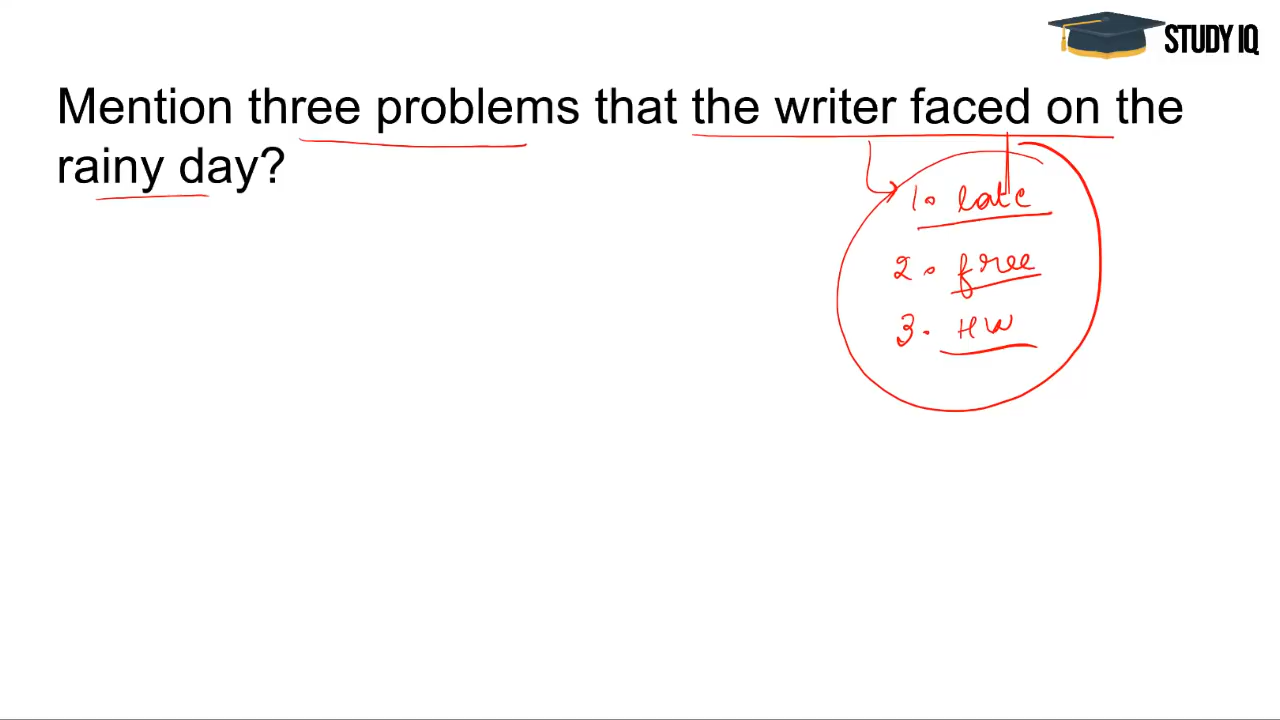 STUDY IQ
Mention three problems that the writer faced on the
rainy day?
1. late
2. free
3. HW